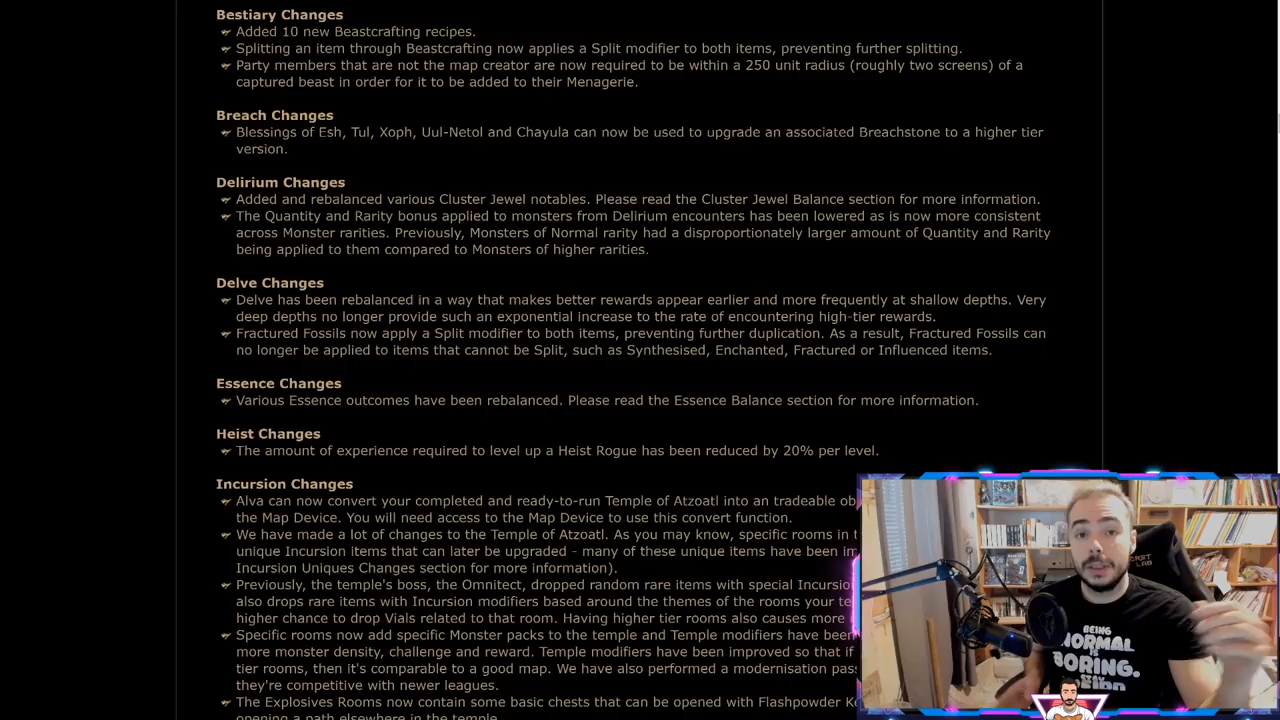 Bestiary Changes
Added 10 new Beastcrafting recipes.
Splitting an item through Beastcrafting now applies a Split modifier to both items, preventing further splitting.
Party members that are not the map creator are now required to be within a 250 unit radius (roughly two screens) of a
captured beast in order for it to be added to their Menagerie.
Breach Changes
Blessings of Esh, Tul, Xoph, Uul-Netol and Chayula can now be used to upgrade an associated Breachstone to a higher tier
version.
Delirium Changes
Added and rebalanced various Cluster Jewel notables. Please read the Cluster Jewel Balance section for more information.
The Quantity and Rarity bonus applied to monsters from Delirium encounters has been lowered as is now more consistent
across Monster rarities. Previously, Monsters of Normal rarity had a disproportionately larger amount of Quantity and Rarity
being applied to them compared to Monsters of higher rarities.
Delve Changes
Delve has been rebalanced in a way that makes better rewards appear earlier and more frequently at shallow depths. Very
deep depths no longer provide such an exponential increase to the rate of encountering high-tier rewards.
Fractured Fossils now apply a Split modifier to both items, preventing further duplication. As a result, Fractured Fossils can
no longer be applied to items that cannot be Split, such as Synthesised, Enchanted, Fractured or Influenced items.
Essence Changes
Various Essence outcomes have been rebalanced. Please read the Essence Balance section for more information.
Heist Changes
The amount of experience required to level up a Heist Rogue has been reduced by 20% per level.
Incursion Changes
Alva can now convert your completed and ready-to-run Temple of Atzoatl into an tradeable ob
the Map Device. You will need access to the Map Device to use this convert function.
We have made a lot of changes to the Temple of Atzoatl. As you may know, specific rooms in t
unique Incursion items that can later be upgraded - many of these unique items have been im
Incursion Uniques Changes section for more information).
Previously, the temple's boss, the Omnitect, dropped random rare items with special Incursio
also drops rare items with Incursion modifiers based around the themes of the rooms your te
higher chance to drop Vials related to that room. Having higher tier rooms also causes more
Specific rooms now add specific Monster packs to the temple and Temple modifiers have been
more monster density, challenge and reward. Temple modifiers have been improved so that if
tier rooms, then it's comparable to a good map. We have also performed a modernisation pass
they're competitive with newer leagues.
The Explosives Rooms now contain some basic chests that can be opened with Flashpowder K
opening a path elsewhere in the temple.
BEING
NORMAL
IS
BORING.